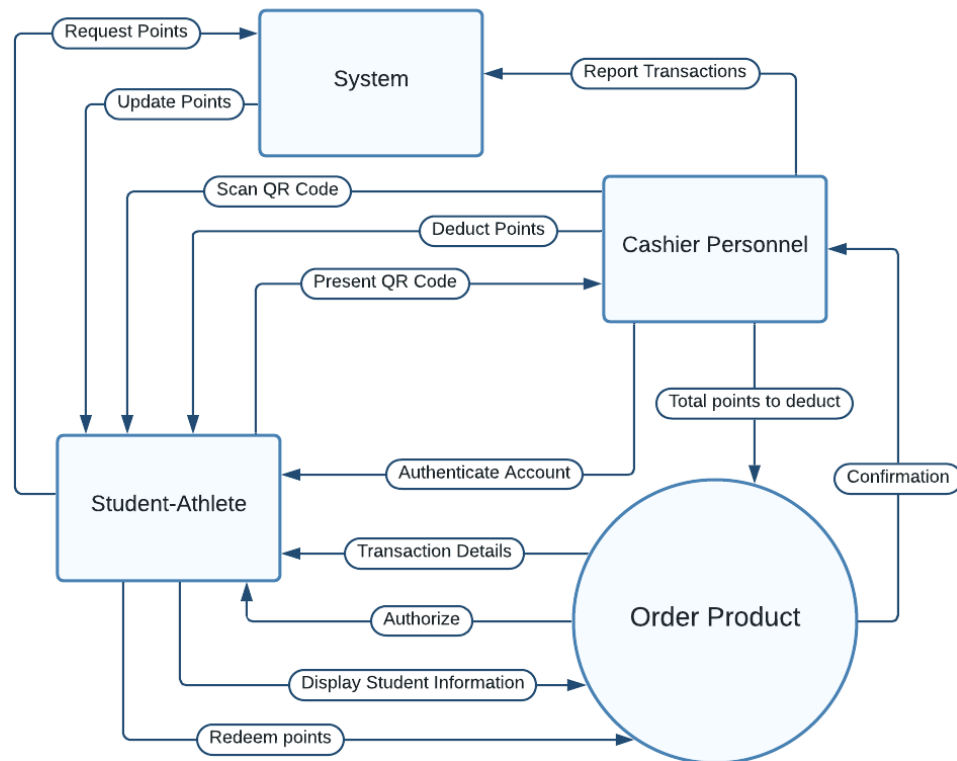 Request Points
System
Report Transactions
Update Points
Scan QR Code
Deduct Points
Cashier Personnel
Present QR Code
Total points to deduct
Authenticate Account
Confirmation
Student-Athlete
Transaction Details
Authorize
Order Product
Display Student Information
Redeem points